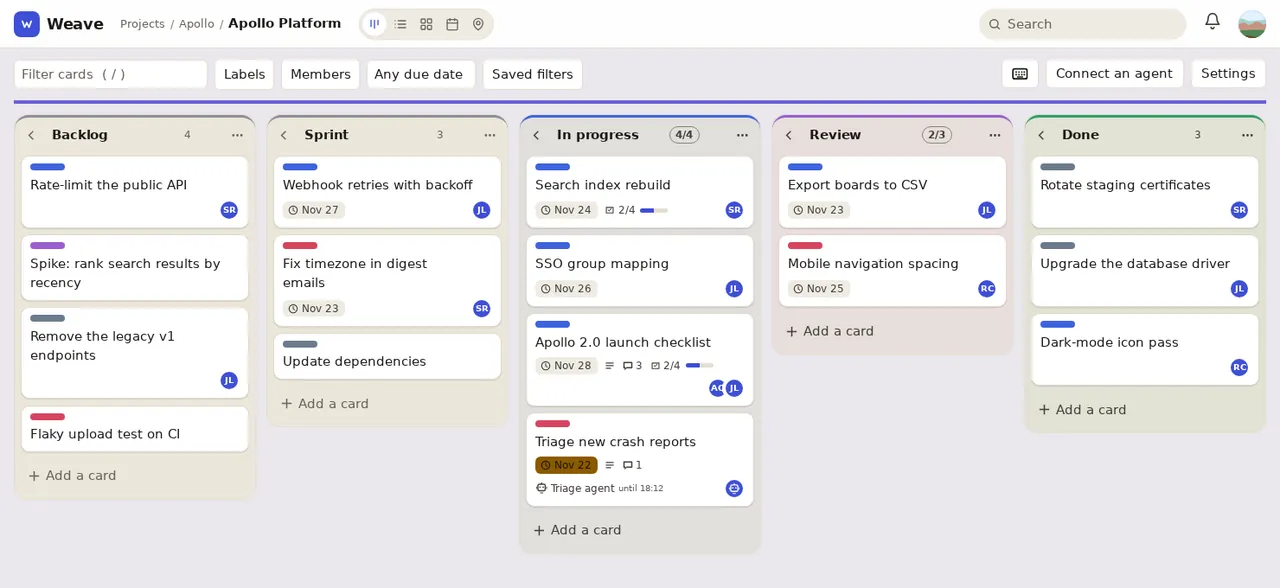 Weave
Projects / Apollo / Apollo Platform
Search
Filter cards ( / )
Labels
Members
Any due date
Saved filters
Connect an agent
Settings
Backlog
4
Rate-limit the public API
SR
Spike: rank search results by
recency
Remove the legacy v1
endpoints
JL
Flaky upload test on CI
+ Add a card
Sprint
3
Webhook retries with backoff
Nov 27
JL
Fix timezone in digest
emails
Nov 23
SR
Update dependencies
+ Add a card
In progress
4/4
Search index rebuild
Nov 24 2/4
SR
SSO group mapping
Nov 26
JL
Apollo 2.0 launch checklist
Nov 28 3 2/4
JL
Triage new crash reports
Nov 22 1
Triage agent until 18:12
+ Add a card
Review
2/3
Export boards to CSV
Nov 23
JL
Mobile navigation spacing
Nov 25
RC
+ Add a card
Done
3
Rotate staging certificates
SR
Upgrade the database driver
JL
Dark-mode icon pass
RC
+ Add a card